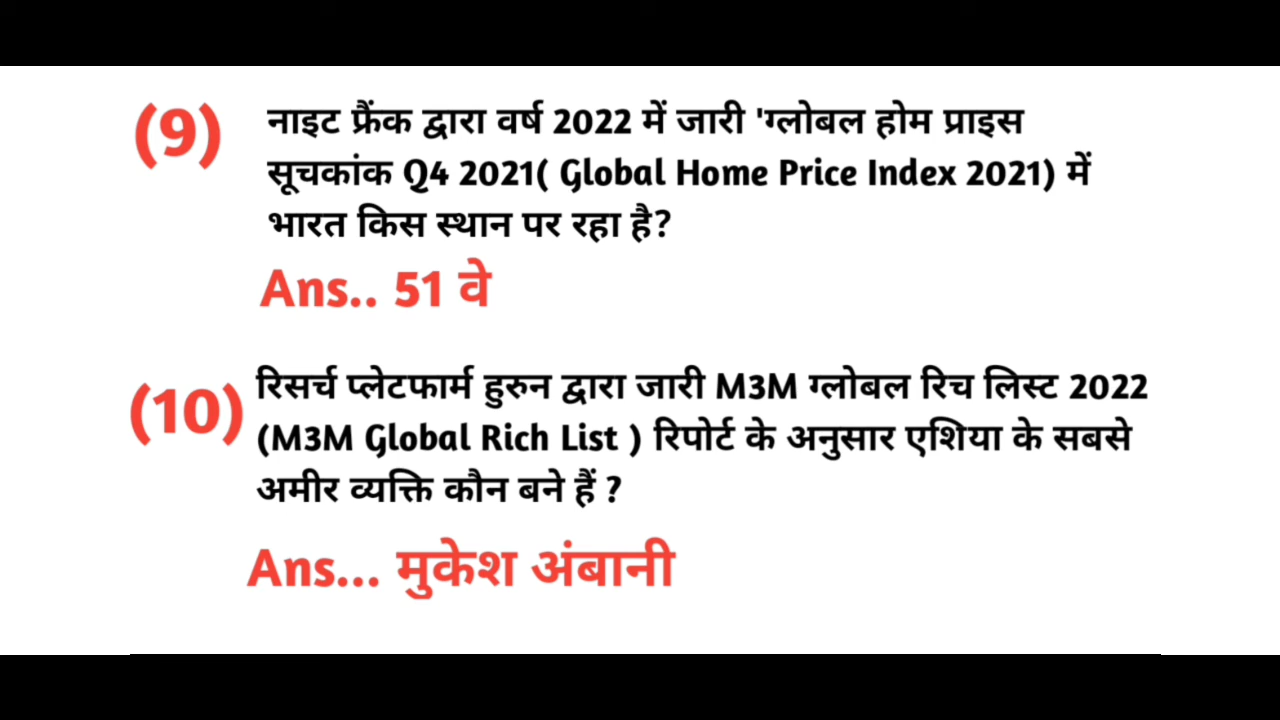 (9) नाइट फ्रैंक द्वारा वर्ष 2022 में जारी 'ग्लोबल होम प्राइस
सूचकांक Q4 2021( Global Home Price Index 2021) में
भारत किस स्थान पर रहा है?
Ans.. 51 वे
(10) रिसर्च प्लेटफार्म हुरुन द्वारा जारी M3M ग्लोबल रिच लिस्ट 2022
(M3M Global Rich List ) रिपोर्ट के अनुसार एशिया के सबसे
अमीर व्यक्ति कौन बने हैं ?
Ans... मुकेश अंबानी